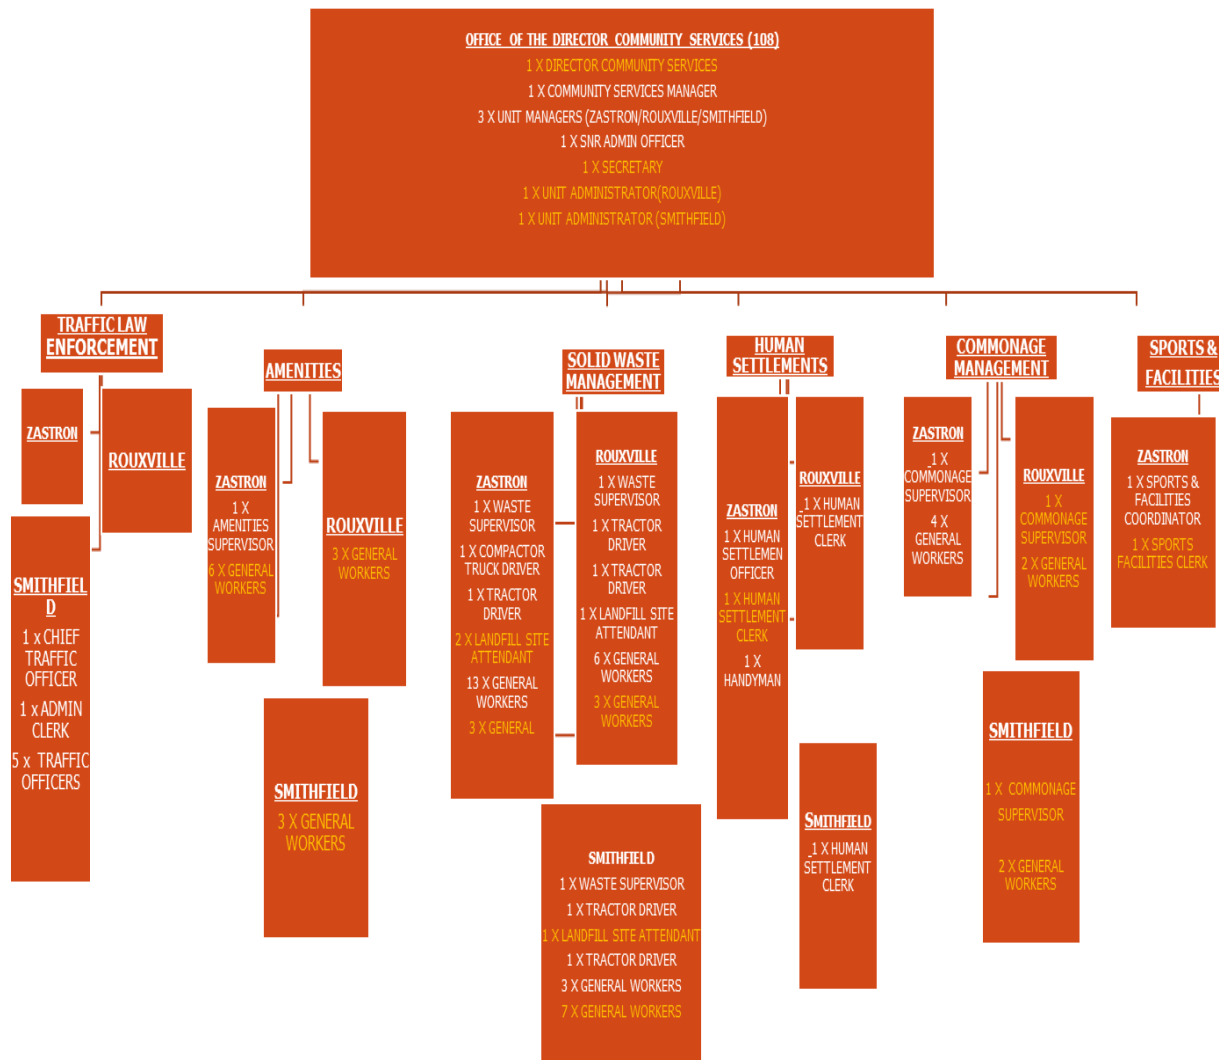 OFFICE OF THE DIRECTOR COMMUNITY SERVICES (108)
1 X DIRECTOR COMMUNITY SERVICES
1 X COMMUNITY SERVICES MANAGER
3 X UNIT MANAGERS (ZASTRON/ROUXVILLE/SMITHFIELD)
1 X SNR ADMIN OFFICER
1 X SECRETARY
1 X UNIT ADMINISTRATOR(ROUXVILLE)
1 X UNIT ADMINISTRATOR (SMITHFIELD)
TRAFFIC LAW
ENFORCEMENT
ZASTRON
ROUXVILLE
SMITHFIEL
D
1 x CHIEF
TRAFFIC
OFFICER
1 x ADMIN
CLERK
5 x TRAFFIC
OFFICERS
AMENITIES
ZASTRON
1 X
AMENITIES
SUPERVISOR
6 X GENERAL
WORKERS
ROUXVILLE
3 X GENERAL
WORKERS
SMITHFIELD
3 X GENERAL
WORKERS
SOLID WASTE
MANAGEMENT
ZASTRON
1 X WASTE
SUPERVISOR
1 X COMPACTOR
TRUCK DRIVER
1 X TRACTOR
DRIVER
2 X LANDFILL SITE
ATTENDANT
13 X GENERAL
WORKERS
3 X GENERAL
ROUXVILLE
1 X WASTE
SUPERVISOR
1 X TRACTOR
DRIVER
1 X TRACTOR
DRIVER
1 X LANDFILL SITE
ATTENDANT
6 X GENERAL
WORKERS
3 X GENERAL
WORKERS
SMITHFIELD
1 X WASTE SUPERVISOR
1 X TRACTOR DRIVER
1 X LANDFILL SITE ATTENDANT
1 X TRACTOR DRIVER
3 X GENERAL WORKERS
7 X GENERAL WORKERS
HUMAN
SETTLEMENTS
ZASTRON
1 X HUMAN
SETTLEMEN
OFFICER
1 X HUMAN
SETTLEMENT
CLERK
1 X
HANDYMAN
ROUXVILLE
1 X HUMAN
SETTLEMENT
CLERK
SMITHFIELD
1 X HUMAN
SETTLEMENT
CLERK
COMMONAGE
MANAGEMENT
ZASTRON
1 X
COMMONAGE
SUPERVISOR
4 X
GENERAL
WORKERS
ROUXVILLE
1 X
COMMONAGE
SUPERVISOR
2 X GENERAL
WORKERS
SMITHFIELD
1 X COMMONAGE
SUPERVISOR
2 X GENERAL
WORKERS
SPORTS &
FACILITIES
ZASTRON
1 X SPORTS &
FACILITIES
COORDINATOR
1 X SPORTS
FACILITIES CLERK